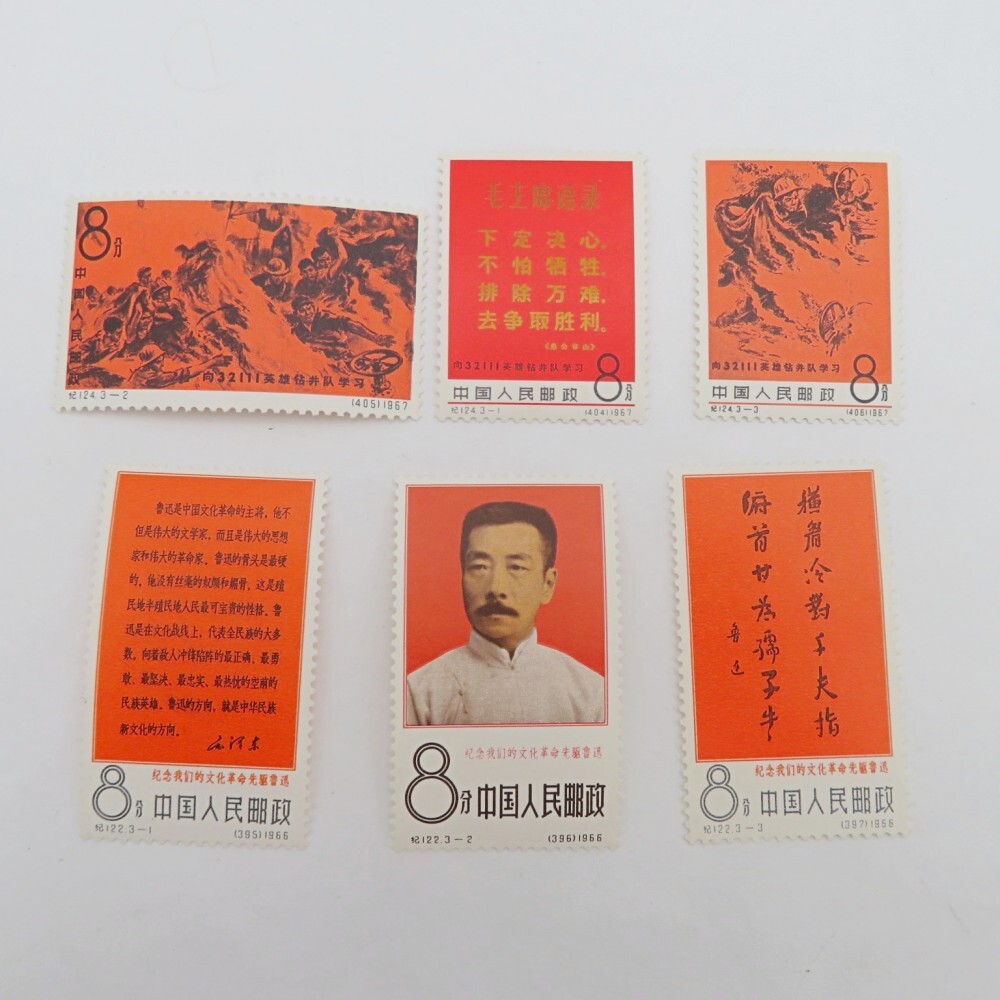 8分
中国人民邮政
向32111英雄钻井队学习
纪124.3-2
(405)1967
毛主席语录
下定决心,
不怕牺牲,
排除万难,
去争取胜利。
《愚公移山》
向32111英雄钻井队学习
中国人民邮政 8分
纪124.3-1 (404)1967
向32111英雄钻井队学习
中国人民邮政 8分
纪124.3-3 (406)1967
鲁迅是中国文化革命的主将,他不
但是伟大的文学家,而且是伟大的思想
家和伟大的革命家。鲁迅的骨头是最硬
的,他没有丝毫的奴颜和媚骨,这是殖
民地半殖民地人民最可宝贵的性格。鲁
迅是在文化战线上,代表全民族的大多
数,向着敌人冲锋陷阵的最正确、最勇
敢、最坚决、最忠实、最热忱的空前的
民族英雄。鲁迅的方向,就是中华民族
新文化的方向。
毛泽东
纪念我们的文化革命先驱鲁迅
8分 中国人民邮政
纪122.3-1 (395)1966
纪念我们的文化革命先驱鲁迅
8分 中国人民邮政
纪122.3-2 (396)1966
横眉冷對千夫指
俯首甘為孺子牛
鲁迅
纪念我们的文化革命先驱鲁迅
8分 中国人民邮政
纪122.3-3 (397)1966